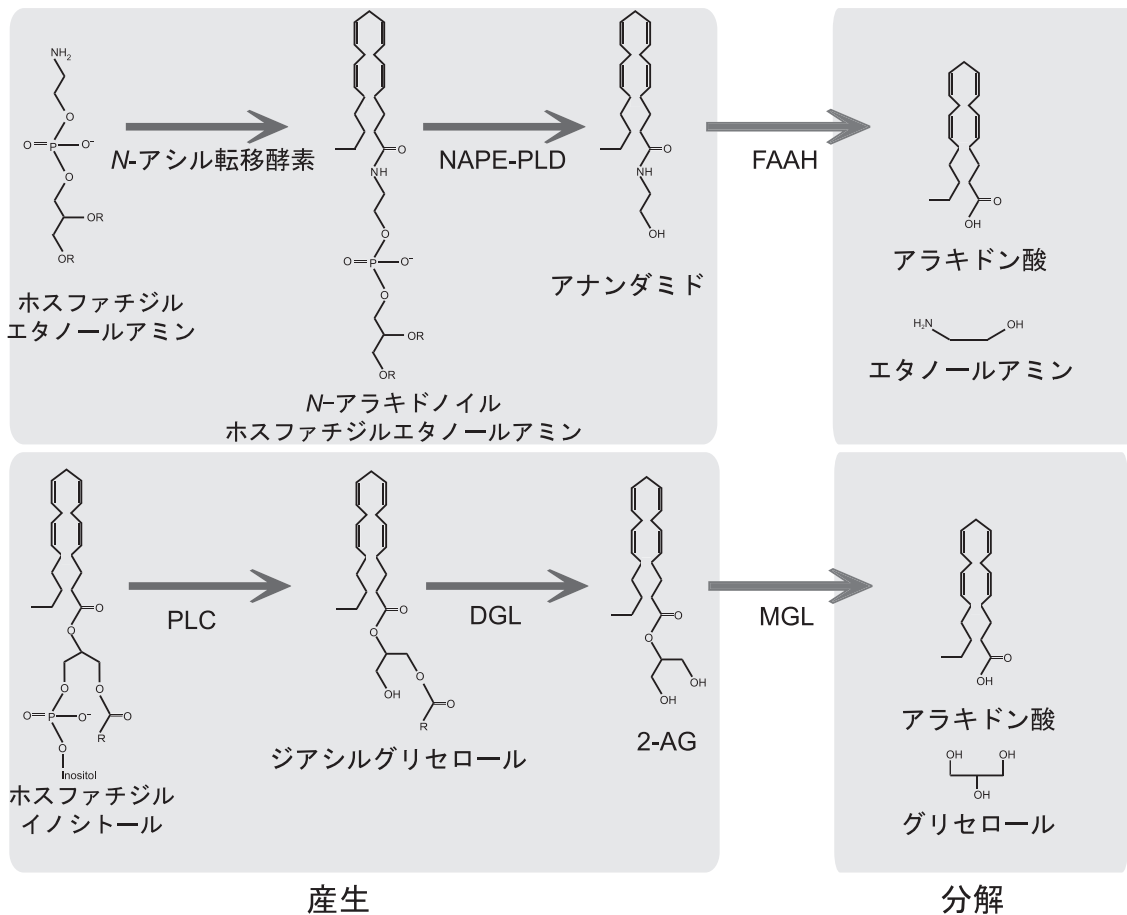 NH₂
O
O=P-O⁻
O
OR
OR
ホスファチジル
エタノールアミン
N-アシル転移酵素
O
NH
O
O=P-O⁻
O
OR
OR
N-アラキドノイル
ホスファチジルエタノールアミン
NAPE-PLD
O
NH
OH
アナンダミド
FAAH
O
OH
アラキドン酸
H₂N
OH
エタノールアミン
O
O
O
O
O=P-O⁻
O
R
O
Inositol
ホスファチジル
イノシトール
PLC
O
O
OH
O
O
R
ジアシルグリセロール
DGL
O
O
OH
OH
2-AG
MGL
O
OH
アラキドン酸
OH
OH
OH
グリセロール
産生
分解